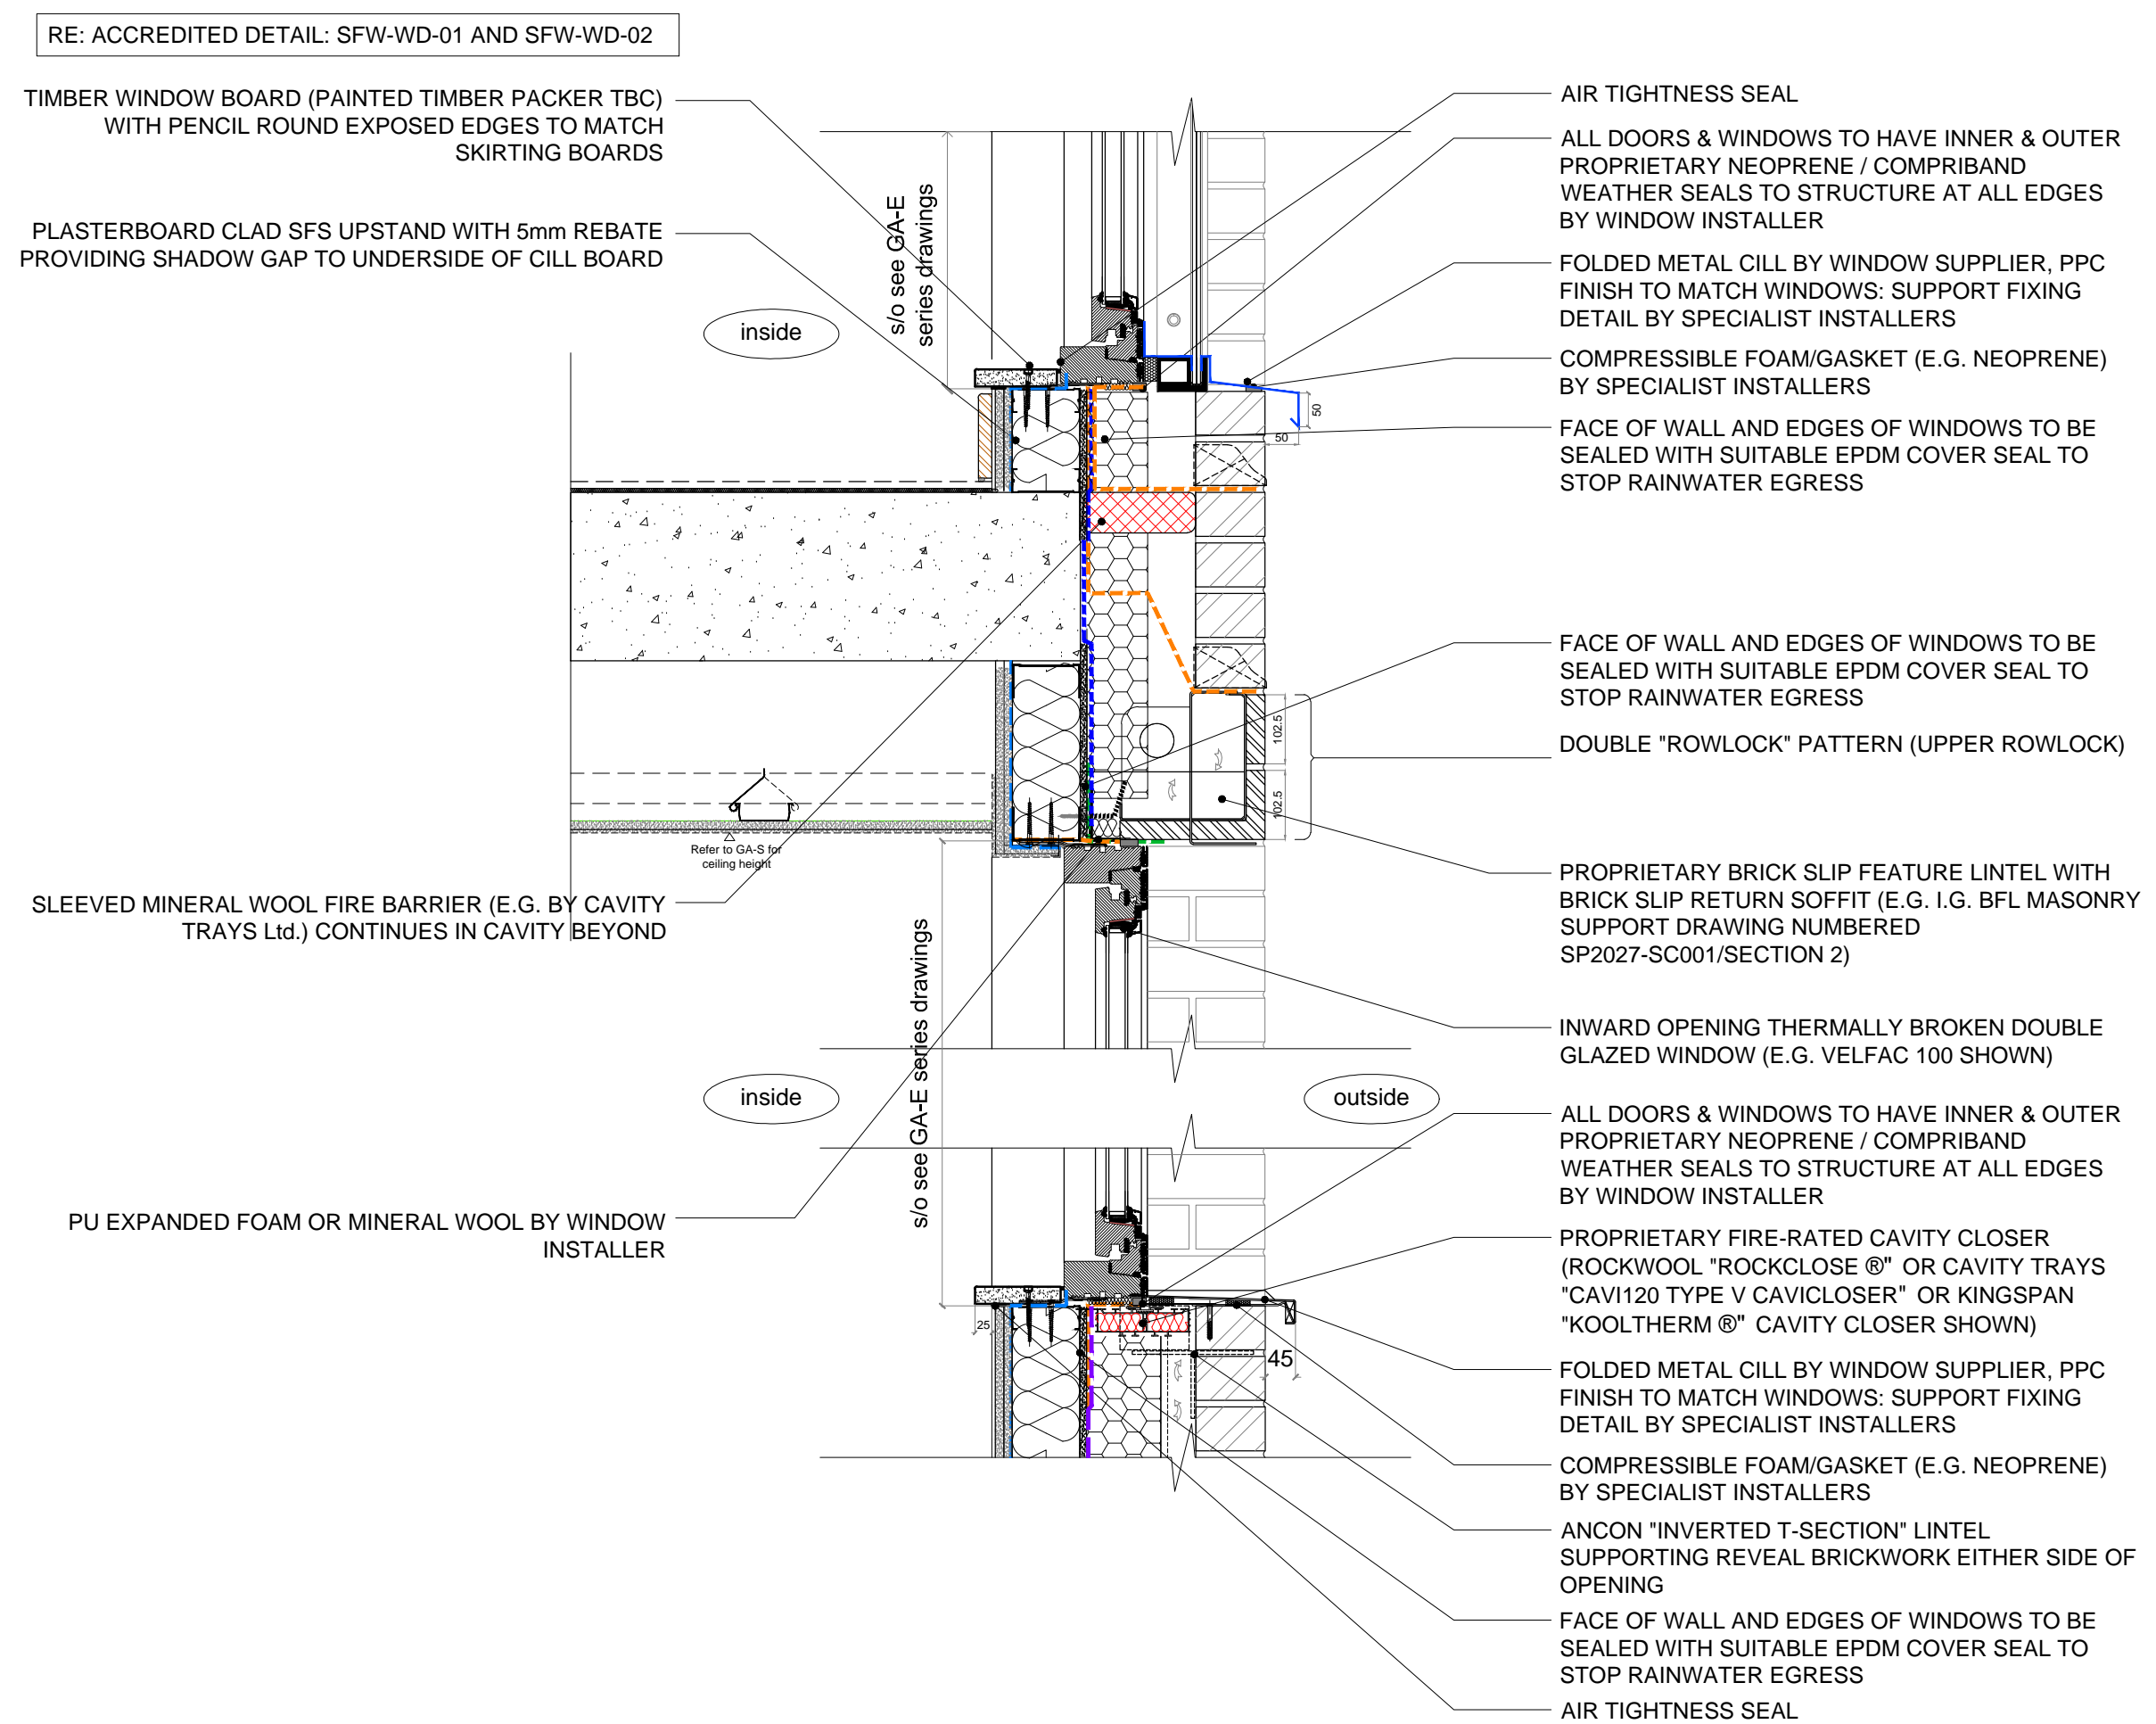 RE: ACCREDITED DETAIL: SFW-WD-01 AND SFW-WD-02
TIMBER WINDOW BOARD (PAINTED TIMBER PACKER TBC)
WITH PENCIL ROUND EXPOSED EDGES TO MATCH
SKIRTING BOARDS
PLASTERBOARD CLAD SFS UPSTAND WITH 5mm REBATE
PROVIDING SHADOW GAP TO UNDERSIDE OF CILL BOARD
SLEEVED MINERAL WOOL FIRE BARRIER (E.G. BY CAVITY
TRAYS Ltd.) CONTINUES IN CAVITY BEYOND
PU EXPANDED FOAM OR MINERAL WOOL BY WINDOW
INSTALLER
s/o see GA-E
series drawings
inside
50
50
102.5
102.5
Refer to GA-S for
ceiling height
s/o see GA-E series drawings
inside
outside
25
45
AIR TIGHTNESS SEAL
ALL DOORS & WINDOWS TO HAVE INNER & OUTER
PROPRIETARY NEOPRENE / COMPRIBAND
WEATHER SEALS TO STRUCTURE AT ALL EDGES
BY WINDOW INSTALLER
FOLDED METAL CILL BY WINDOW SUPPLIER, PPC
FINISH TO MATCH WINDOWS: SUPPORT FIXING
DETAIL BY SPECIALIST INSTALLERS
COMPRESSIBLE FOAM/GASKET (E.G. NEOPRENE)
BY SPECIALIST INSTALLERS
FACE OF WALL AND EDGES OF WINDOWS TO BE
SEALED WITH SUITABLE EPDM COVER SEAL TO
STOP RAINWATER EGRESS
FACE OF WALL AND EDGES OF WINDOWS TO BE
SEALED WITH SUITABLE EPDM COVER SEAL TO
STOP RAINWATER EGRESS
DOUBLE "ROWLOCK" PATTERN (UPPER ROWLOCK)
PROPRIETARY BRICK SLIP FEATURE LINTEL WITH
BRICK SLIP RETURN SOFFIT (E.G. I.G. BFL MASONRY
SUPPORT DRAWING NUMBERED
SP2027-SC001/SECTION 2)
INWARD OPENING THERMALLY BROKEN DOUBLE
GLAZED WINDOW (E.G. VELFAC 100 SHOWN)
ALL DOORS & WINDOWS TO HAVE INNER & OUTER
PROPRIETARY NEOPRENE / COMPRIBAND
WEATHER SEALS TO STRUCTURE AT ALL EDGES
BY WINDOW INSTALLER
PROPRIETARY FIRE-RATED CAVITY CLOSER
(ROCKWOOL "ROCKCLOSE ®" OR CAVITY TRAYS
"CAVI120 TYPE V CAVICLOSER" OR KINGSPAN
"KOOLTHERM ®" CAVITY CLOSER SHOWN)
FOLDED METAL CILL BY WINDOW SUPPLIER, PPC
FINISH TO MATCH WINDOWS: SUPPORT FIXING
DETAIL BY SPECIALIST INSTALLERS
COMPRESSIBLE FOAM/GASKET (E.G. NEOPRENE)
BY SPECIALIST INSTALLERS
ANCON "INVERTED T-SECTION" LINTEL
SUPPORTING REVEAL BRICKWORK EITHER SIDE OF
OPENING
FACE OF WALL AND EDGES OF WINDOWS TO BE
SEALED WITH SUITABLE EPDM COVER SEAL TO
STOP RAINWATER EGRESS
AIR TIGHTNESS SEAL